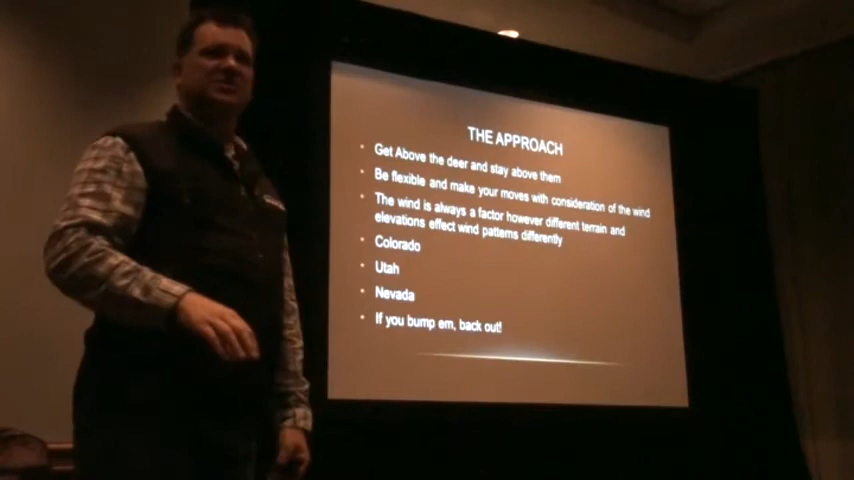 THE APPROACH
• Get Above the deer and stay above them
• Be flexible and make your moves with consideration of the wind
• The wind is always a factor however different terrain and
elevations effect wind patterns differently
• Colorado
• Utah
• Nevada
• If you bump em, back out!